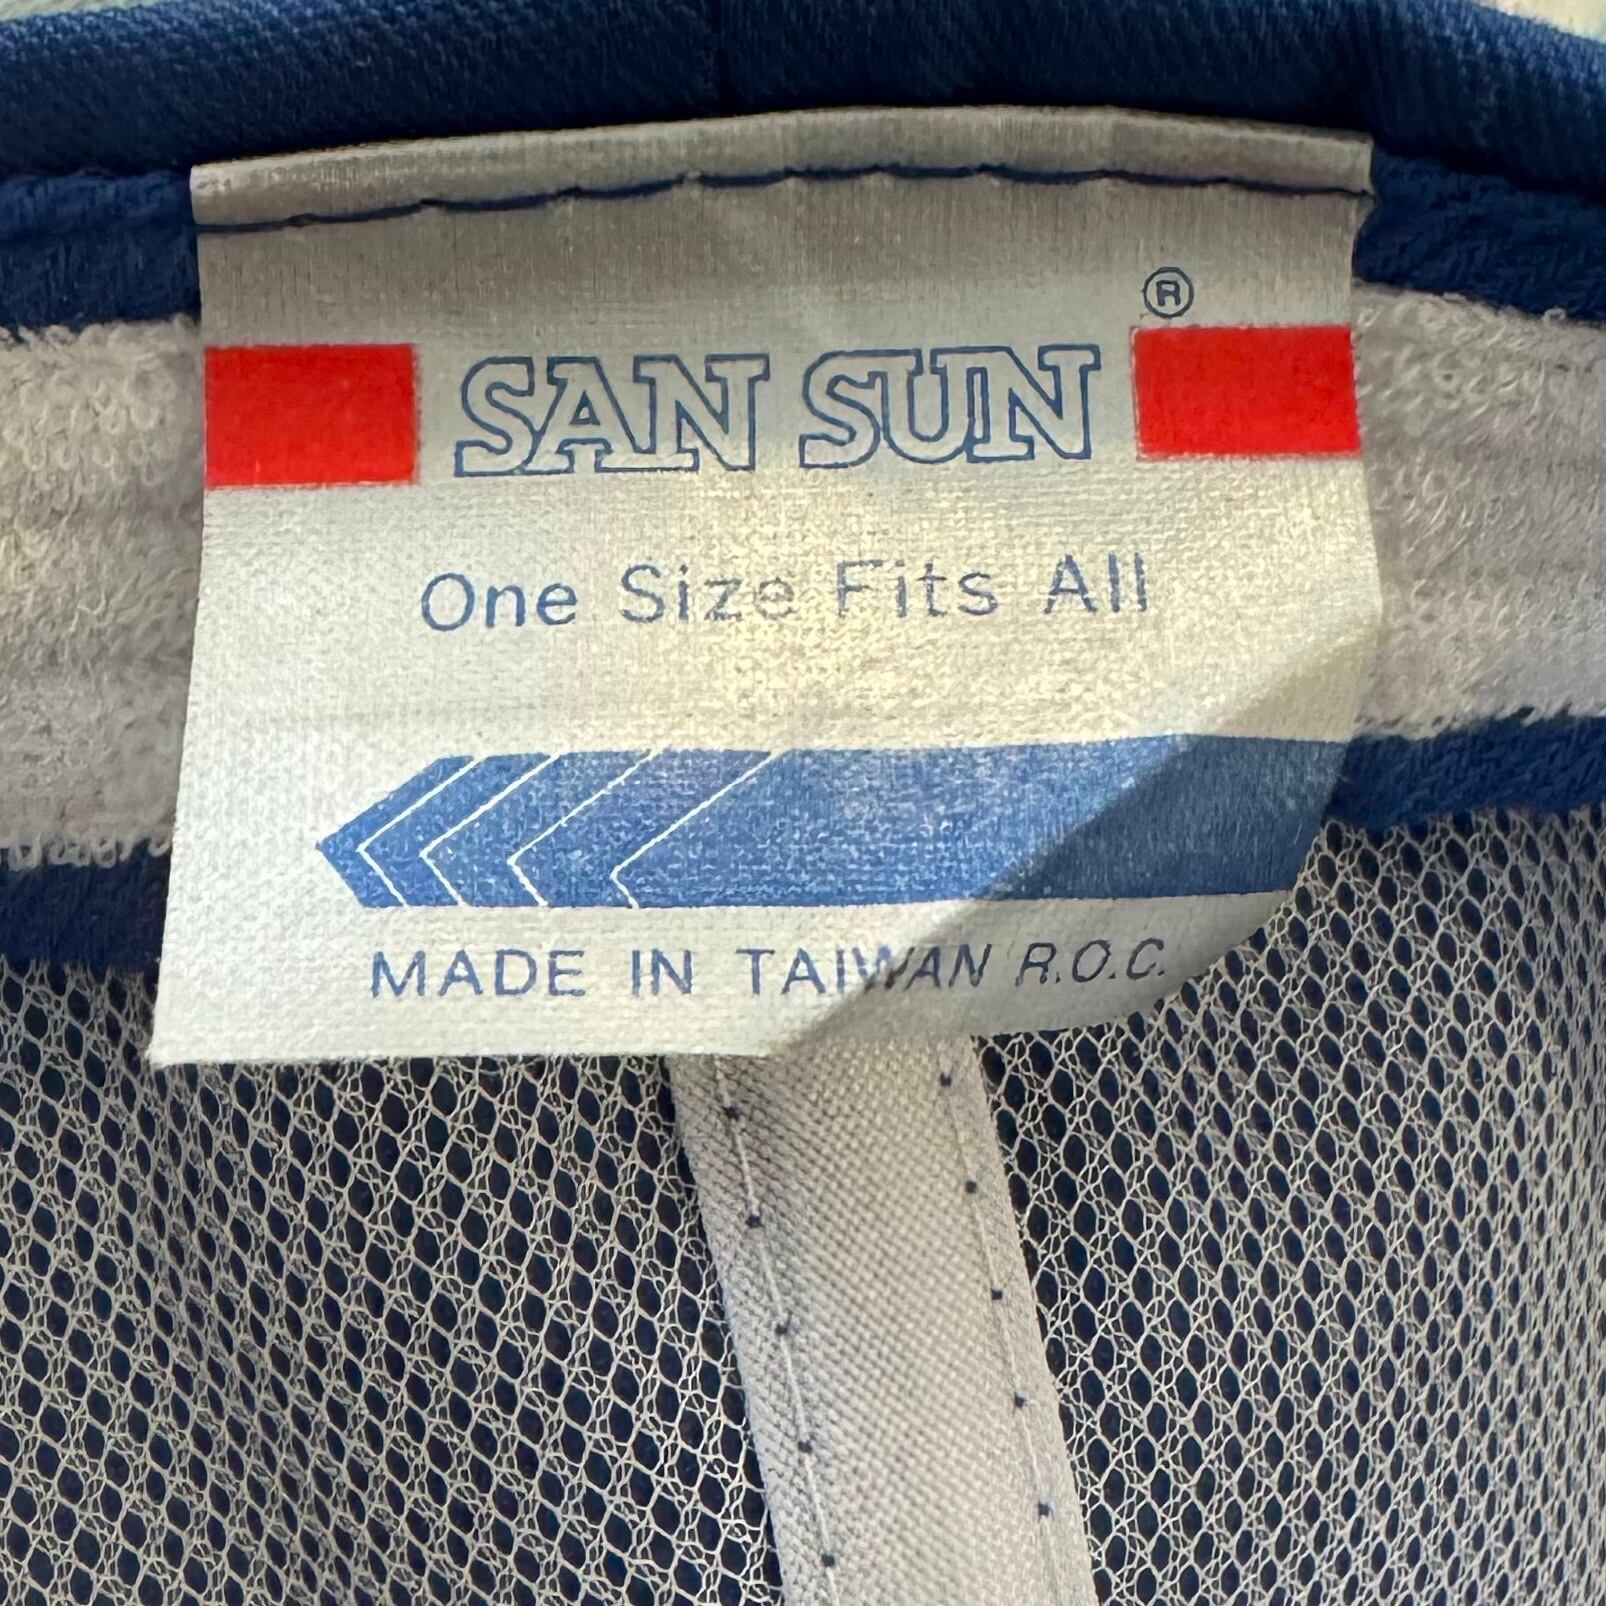 ®
SAN SUN
One Size Fits All
MADE IN TAIWAN R.O.C.